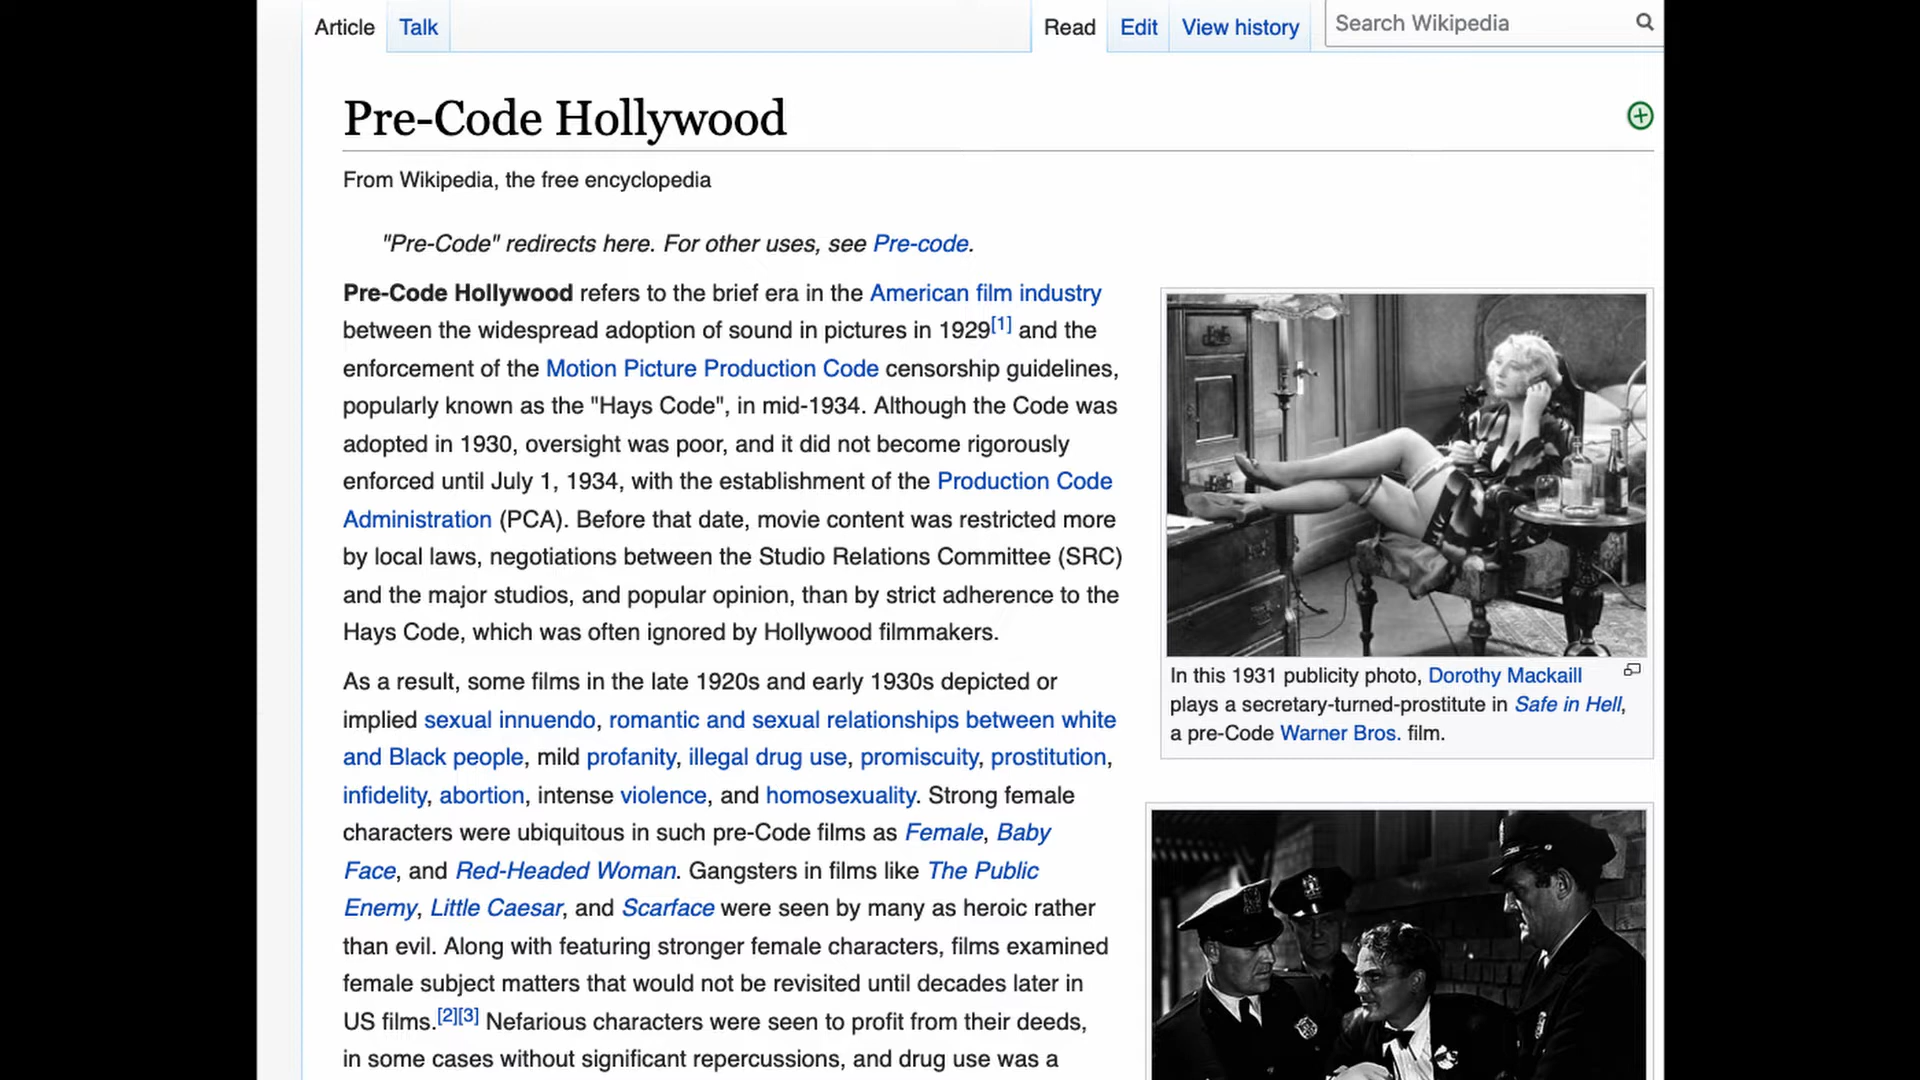 Article Talk Read Edit View history Search Wikipedia
Pre-Code Hollywood
From Wikipedia, the free encyclopedia
"Pre-Code" redirects here. For other uses, see Pre-code.
Pre-Code Hollywood refers to the brief era in the American film industry
between the widespread adoption of sound in pictures in 1929[1] and the
enforcement of the Motion Picture Production Code censorship guidelines,
popularly known as the "Hays Code", in mid-1934. Although the Code was
adopted in 1930, oversight was poor, and it did not become rigorously
enforced until July 1, 1934, with the establishment of the Production Code
Administration (PCA). Before that date, movie content was restricted more
by local laws, negotiations between the Studio Relations Committee (SRC)
and the major studios, and popular opinion, than by strict adherence to the
Hays Code, which was often ignored by Hollywood filmmakers.
As a result, some films in the late 1920s and early 1930s depicted or
implied sexual innuendo, romantic and sexual relationships between white
and Black people, mild profanity, illegal drug use, promiscuity, prostitution,
infidelity, abortion, intense violence, and homosexuality. Strong female
characters were ubiquitous in such pre-Code films as Female, Baby
Face, and Red-Headed Woman. Gangsters in films like The Public
Enemy, Little Caesar, and Scarface were seen by many as heroic rather
than evil. Along with featuring stronger female characters, films examined
female subject matters that would not be revisited until decades later in
US films.[2][3] Nefarious characters were seen to profit from their deeds,
in some cases without significant repercussions, and drug use was a
In this 1931 publicity photo, Dorothy Mackaill
plays a secretary-turned-prostitute in Safe in Hell,
a pre-Code Warner Bros. film.